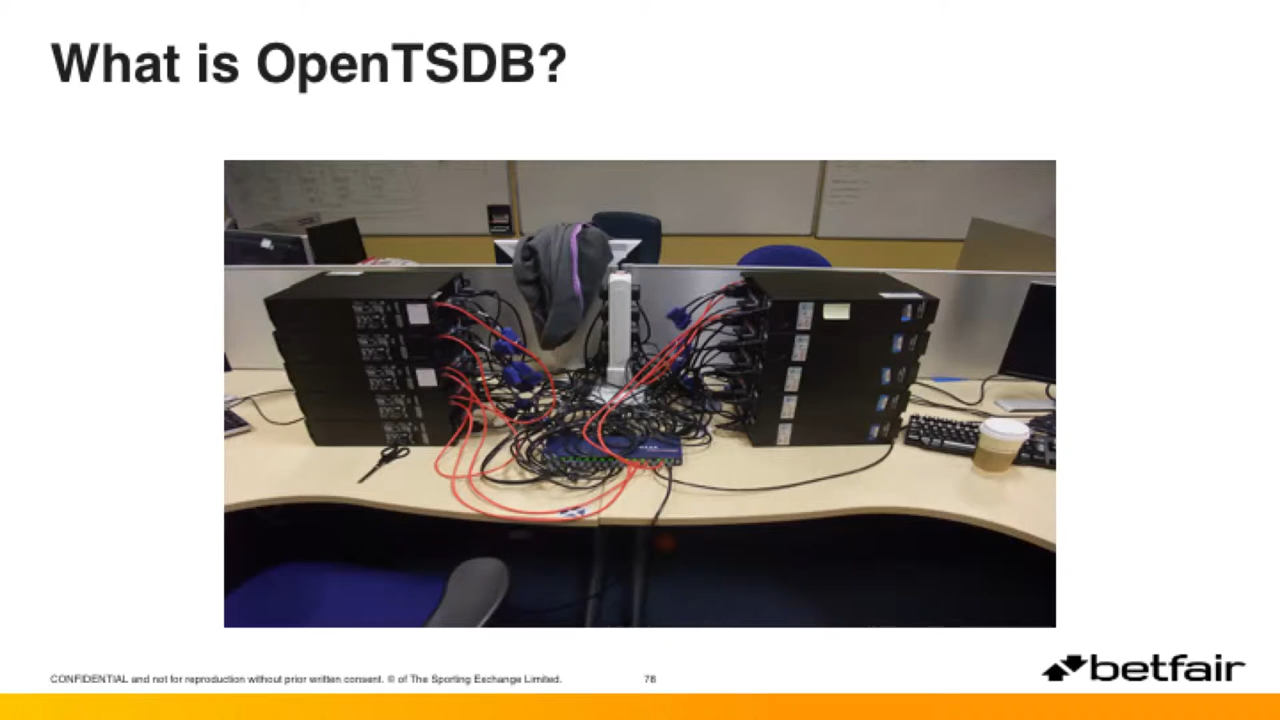 What is OpenTSDB?
CONFIDENTIAL and not for reproduction without prior written consent. © of The Sporting Exchange Limited.
78
betfair